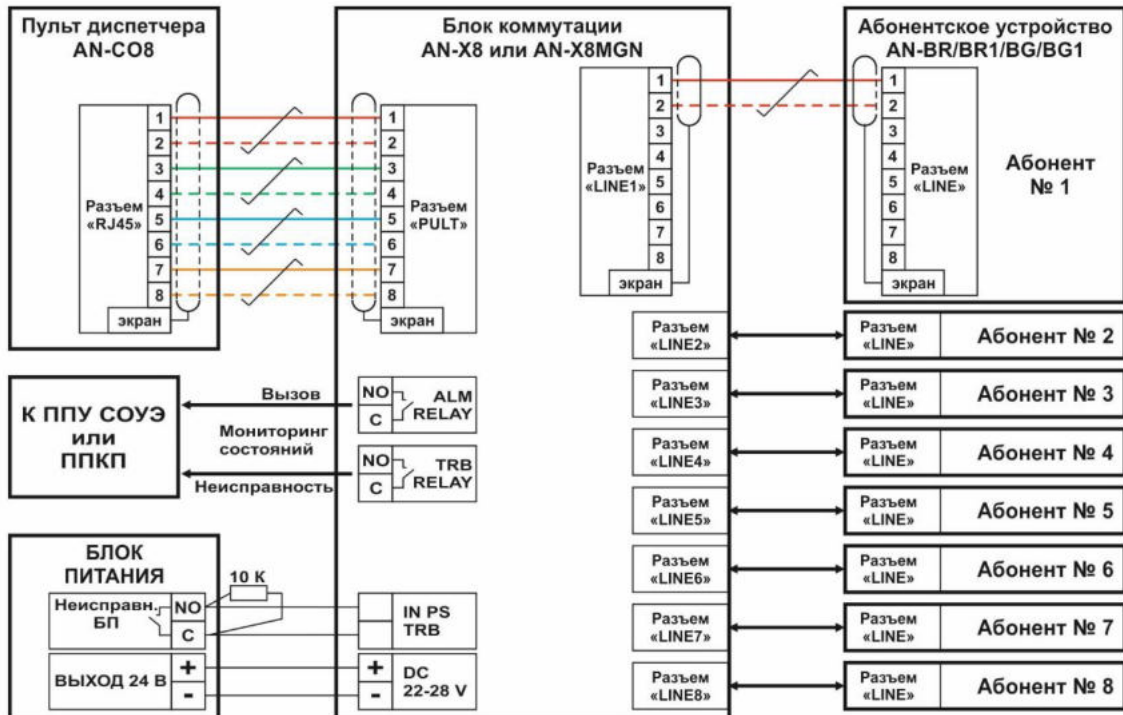 Пульт диспетчера
AN-CO8
Разъем
«RJ45»
1
2
3
4
5
6
7
8
экран
Блок коммутации
AN-X8 или AN-X8MGN
1
2
3
4
5
6
7
8
Разъем
«PULT»
экран
Разъем
«LINE1»
1
2
3
4
5
6
7
8
экран
Абонентское устройство
AN-BR/BR1/BG/BG1
1
2
3
4
5
6
7
8
Разъем
«LINE»
экран
Абонент
№ 1
Разъем
«LINE2»
Разъем
«LINE»
Абонент № 2
К ППУ СОУЭ
или
ППКП
Вызов
Мониторинг
состояний
Неисправность
NO
C
ALM
RELAY
NO
C
TRB
RELAY
Разъем
«LINE3»
Разъем
«LINE»
Абонент № 3
Разъем
«LINE4»
Разъем
«LINE»
Абонент № 4
Разъем
«LINE5»
Разъем
«LINE»
Абонент № 5
БЛОК
ПИТАНИЯ
10 К
Неисправн.
БП
NO
C
IN PS
TRB
ВЫХОД 24 В
+
-
+
-
DC
22-28 V
Разъем
«LINE6»
Разъем
«LINE»
Абонент № 6
Разъем
«LINE7»
Разъем
«LINE»
Абонент № 7
Разъем
«LINE8»
Разъем
«LINE»
Абонент № 8